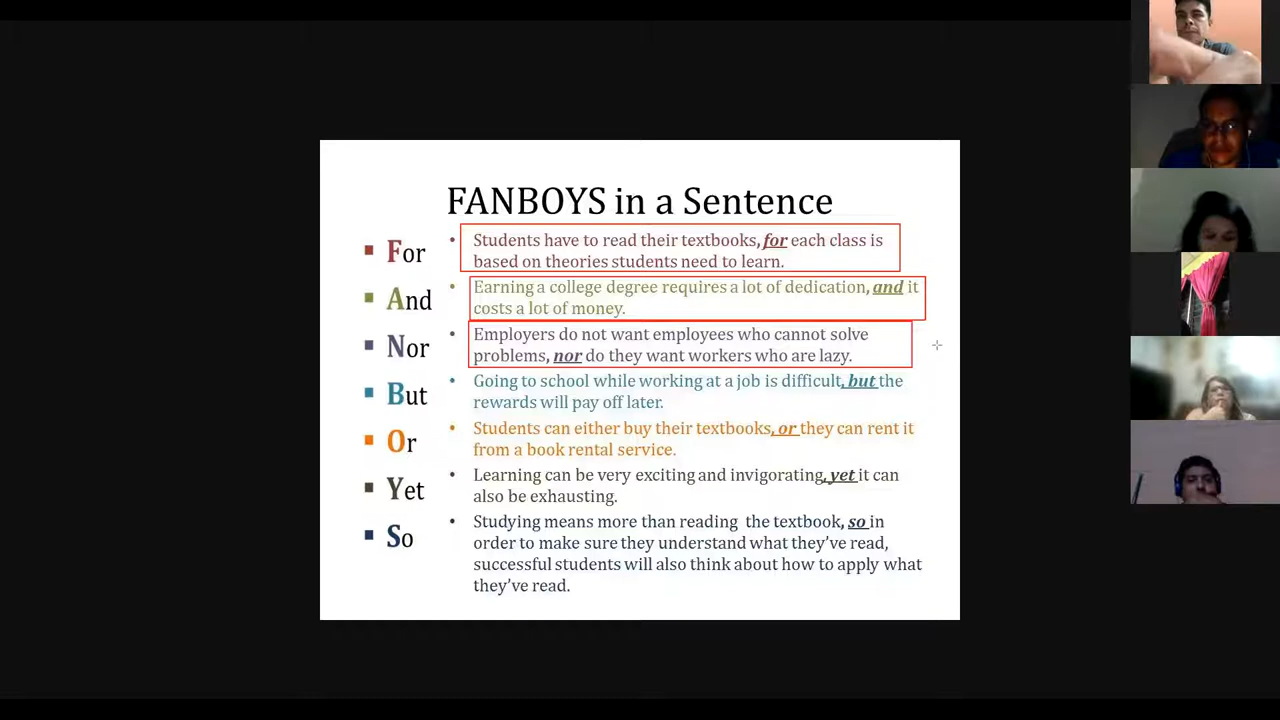 FANBOYS in a Sentence
For
And
Nor
But
Or
Yet
So
Students have to read their textbooks, for each class is
based on theories students need to learn.
Earning a college degree requires a lot of dedication, and it
costs a lot of money.
Employers do not want employees who cannot solve
problems, nor do they want workers who are lazy.
Going to school while working at a job is difficult, but the
rewards will pay off later.
Students can either buy their textbooks, or they can rent it
from a book rental service.
Learning can be very exciting and invigorating, yet it can
also be exhausting.
Studying means more than reading the textbook, so in
order to make sure they understand what they've read,
successful students will also think about how to apply what
they've read.